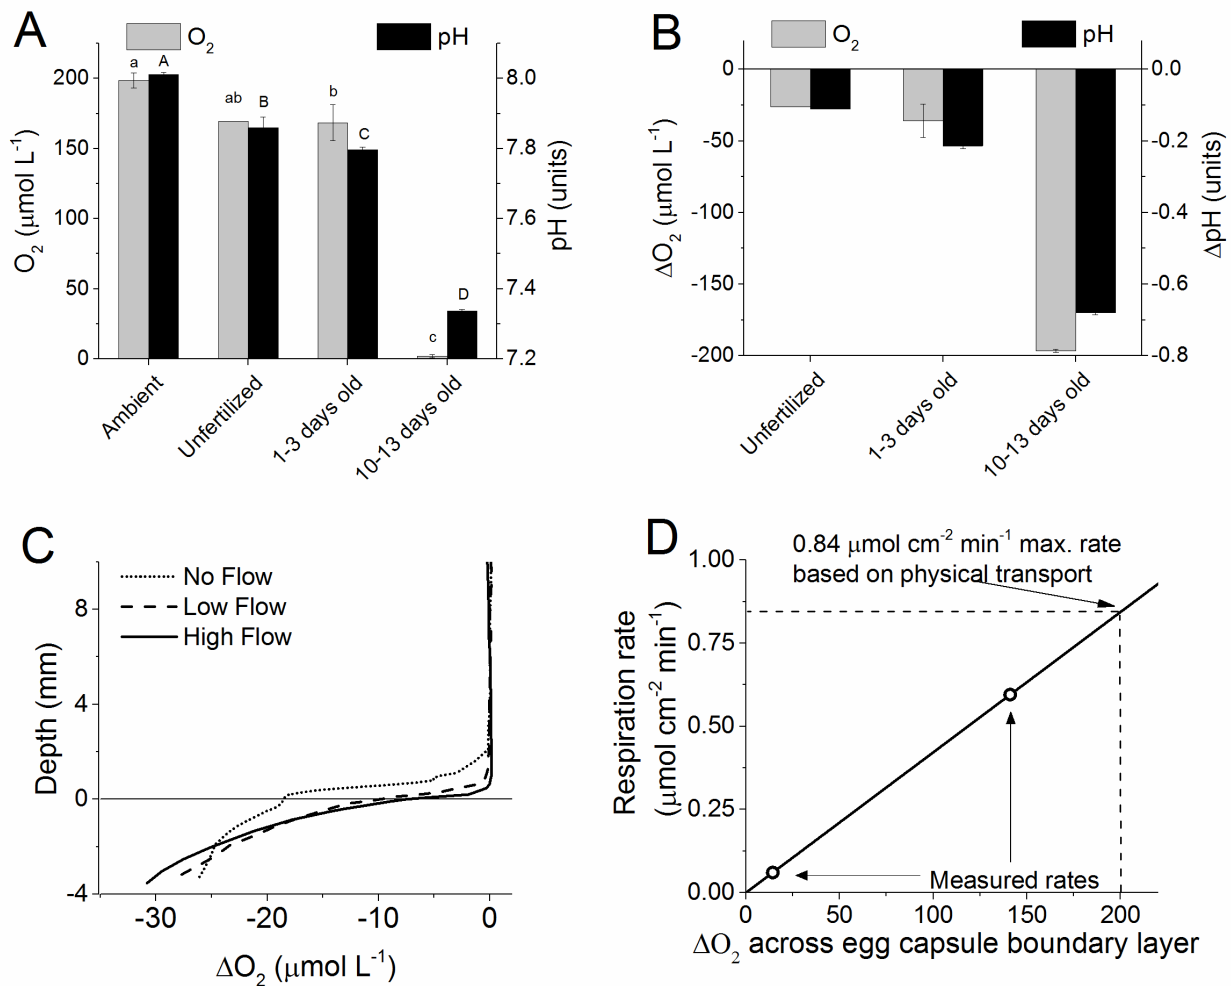 A
O₂
pH
a
A
ab
B
b
C
c
D
200
150
100
50
0
8.0
7.8
7.6
7.4
7.2
O₂ (μmol L⁻¹)
pH (units)
Ambient
Unfertilized
1-3 days old
10-13 days old
B
O₂
pH
0
-50
-100
-150
-200
0.0
-0.2
-0.4
-0.6
-0.8
ΔO₂ (μmol L⁻¹)
ΔpH (units)
Unfertilized
1-3 days old
10-13 days old
C
No Flow
Low Flow
High Flow
8
4
0
-4
Depth (mm)
-30
-20
-10
0
ΔO₂ (μmol L⁻¹)
D
0.84 μmol cm⁻² min⁻¹ max. rate
based on physical transport
1.00
0.75
0.50
0.25
0.00
Respiration rate
(μmol cm⁻² min⁻¹)
Measured rates
0
50
100
150
200
ΔO₂ across egg capsule boundary layer